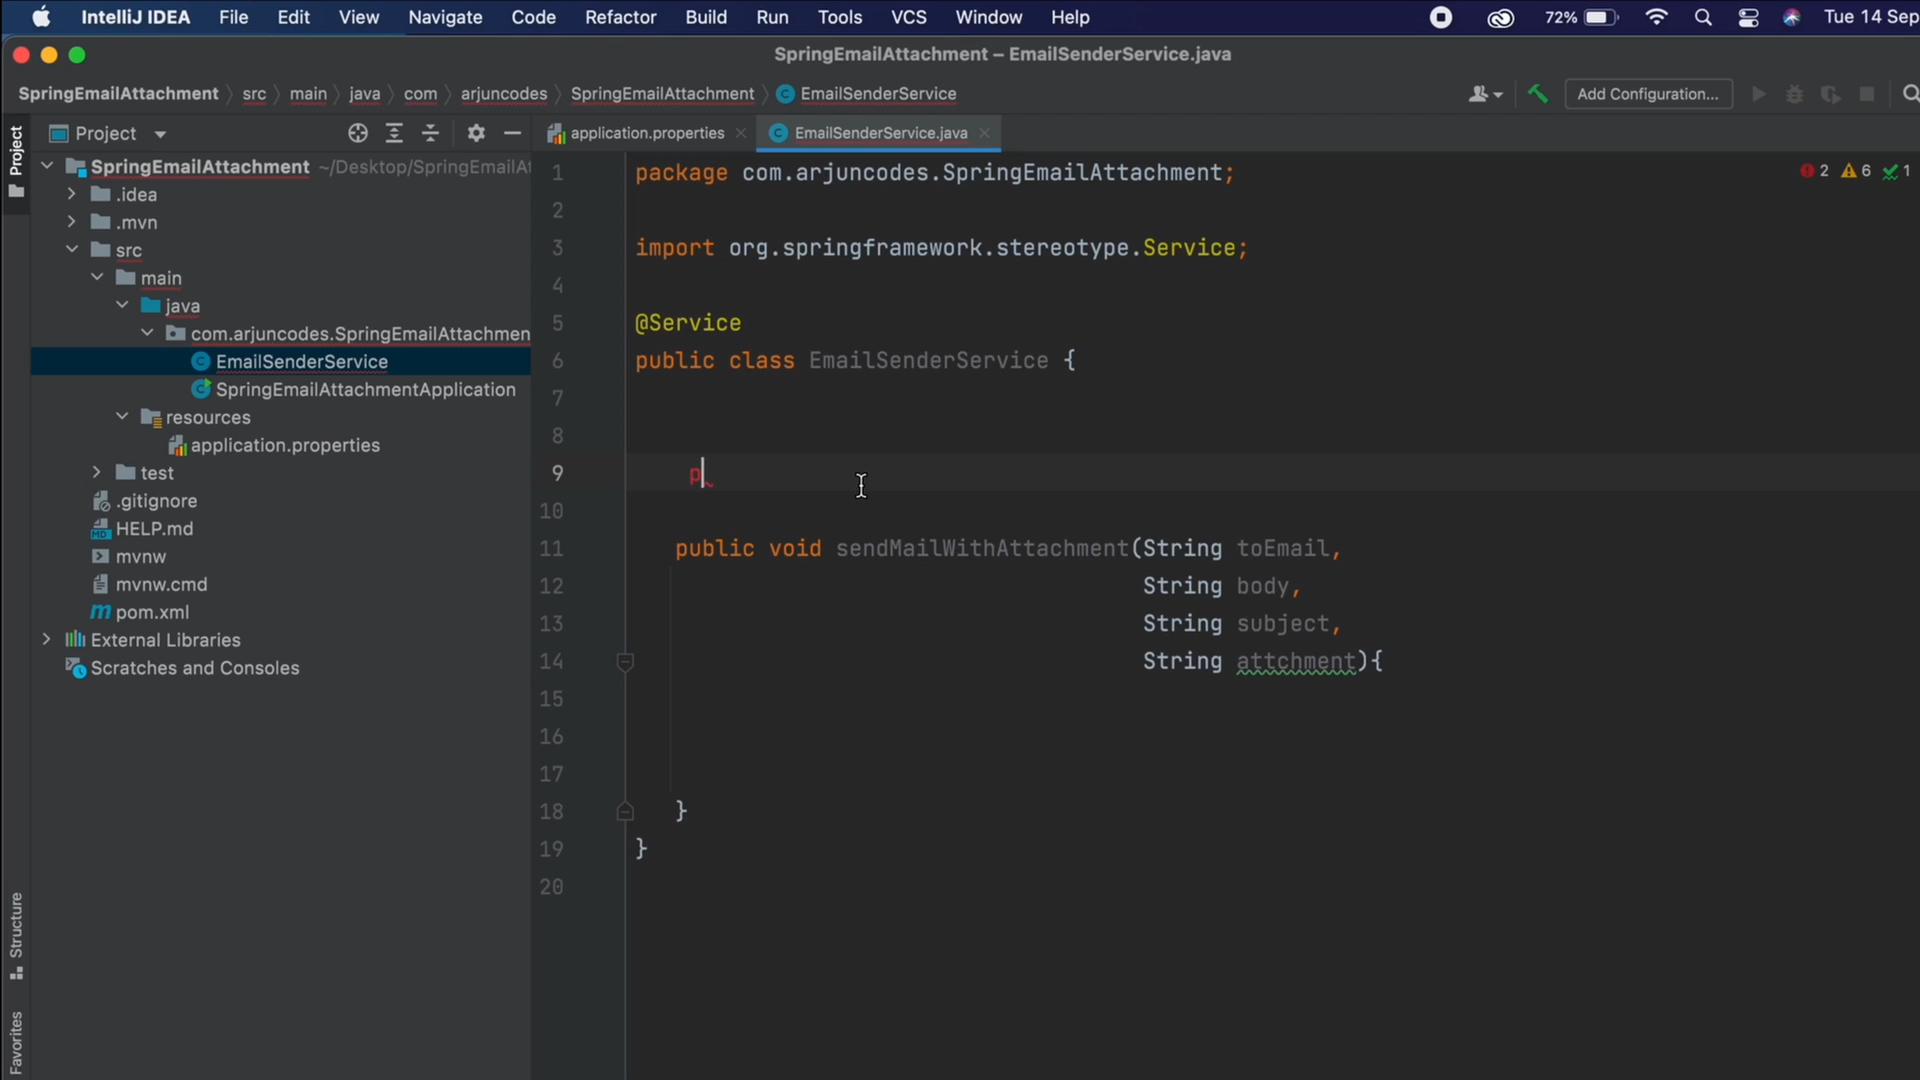 IntelliJ IDEA File Edit View Navigate Code Refactor Build Run Tools VCS Window Help 72% Tue 14 Sep
SpringEmailAttachment – EmailSenderService.java
SpringEmailAttachment src main java com arjuncodes SpringEmailAttachment EmailSenderService Add Configuration...
Project
Project
application.properties
EmailSenderService.java
SpringEmailAttachment ~/Desktop/SpringEmailAt
.idea
.mvn
src
main
java
com.arjuncodes.SpringEmailAttachmen
EmailSenderService
SpringEmailAttachmentApplication
resources
application.properties
test
.gitignore
HELP.md
mvnw
mvnw.cmd
pom.xml
External Libraries
Scratches and Consoles
Structure
Favorites
1 package com.arjuncodes.SpringEmailAttachment; 2 6 1
2
3 import org.springframework.stereotype.Service;
4
5 @Service
6 public class EmailSenderService {
7
8
9 p
10
11 public void sendMailWithAttachment(String toEmail,
12 String body,
13 String subject,
14 String attchment){
15
16
17
18 }
19 }
20